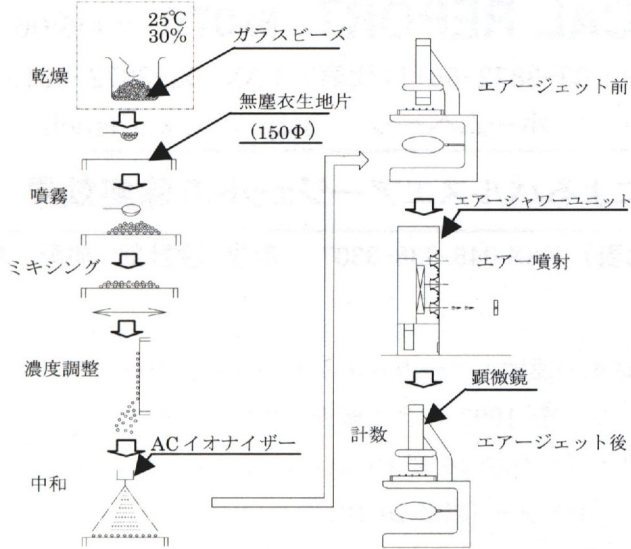 25℃
30%
ガラスビーズ
乾燥
無塵衣生地片
(150Φ)
噴霧
ミキシング
濃度調整
ACイオナイザー
中和
エアージェット前
エアーシャワーユニット
エアー噴射
顕微鏡
計数
エアージェット後